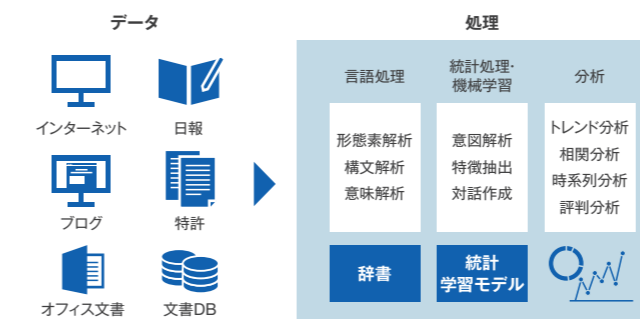 データ
インターネット
日報
ブログ
特許
オフィス文書
文書DB
処理
言語処理
形態素解析
構文解析
意味解析
辞書
統計処理･
機械学習
意図解析
特徴抽出
対話作成
統計
学習モデル
分析
トレンド分析
相関分析
時系列分析
評判分析